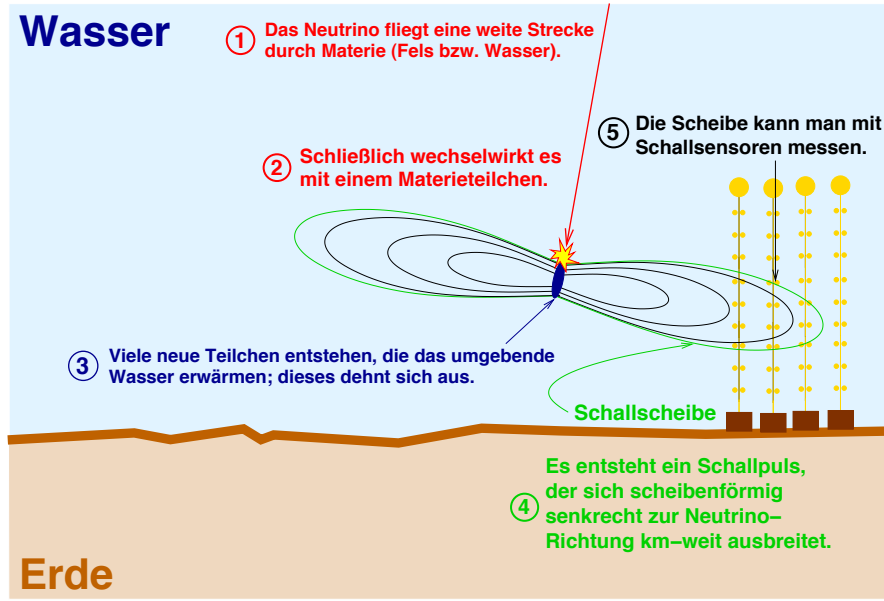 Wasser
1 Das Neutrino fliegt eine weite Strecke
durch Materie (Fels bzw. Wasser).
2 Schließlich wechselwirkt es
mit einem Materieteilchen.
5 Die Scheibe kann man mit
Schallsensoren messen.
3 Viele neue Teilchen entstehen, die das umgebende
Wasser erwärmen; dieses dehnt sich aus.
Schallscheibe
4 Es entsteht ein Schallpuls,
der sich scheibenförmig
senkrecht zur Neutrino–
Richtung km–weit ausbreitet.
Erde